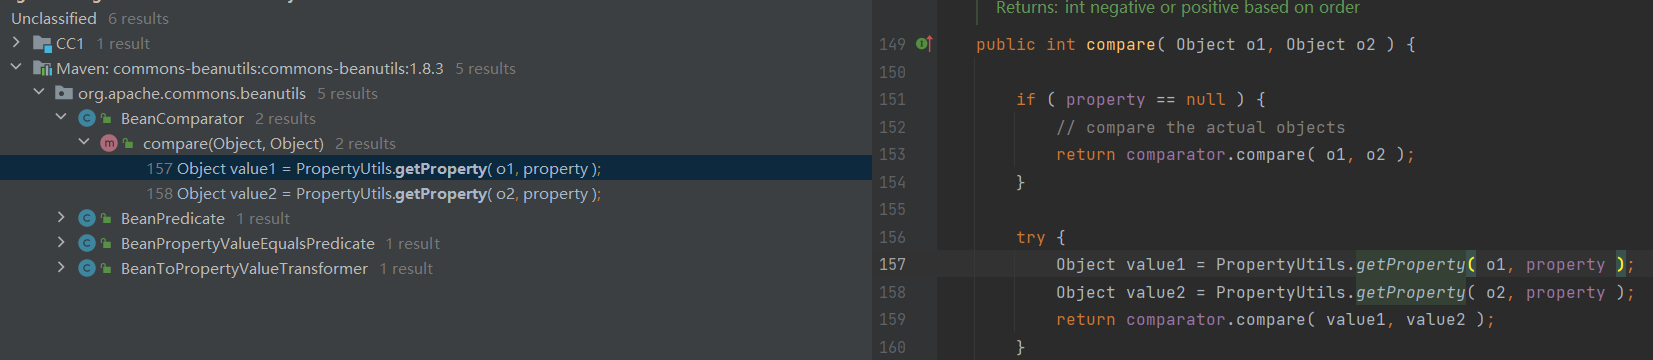 Unclassified 6 results
CC1 1 result
Maven: commons-beanutils:commons-beanutils:1.8.3 5 results
org.apache.commons.beanutils 5 results
BeanComparator 2 results
compare(Object, Object) 2 results
157 Object value1 = PropertyUtils.getProperty( o1, property );
158 Object value2 = PropertyUtils.getProperty( o2, property );
BeanPredicate 1 result
BeanPropertyValueEqualsPredicate 1 result
BeanToPropertyValueTransformer 1 result
Returns: int negative or positive based on order
149 public int compare( Object o1, Object o2 ) {
150
151 if ( property == null ) {
152 // compare the actual objects
153 return comparator.compare( o1, o2 );
154 }
155
156 try {
157 Object value1 = PropertyUtils.getProperty( o1, property );
158 Object value2 = PropertyUtils.getProperty( o2, property );
159 return comparator.compare( value1, value2 );
160 }